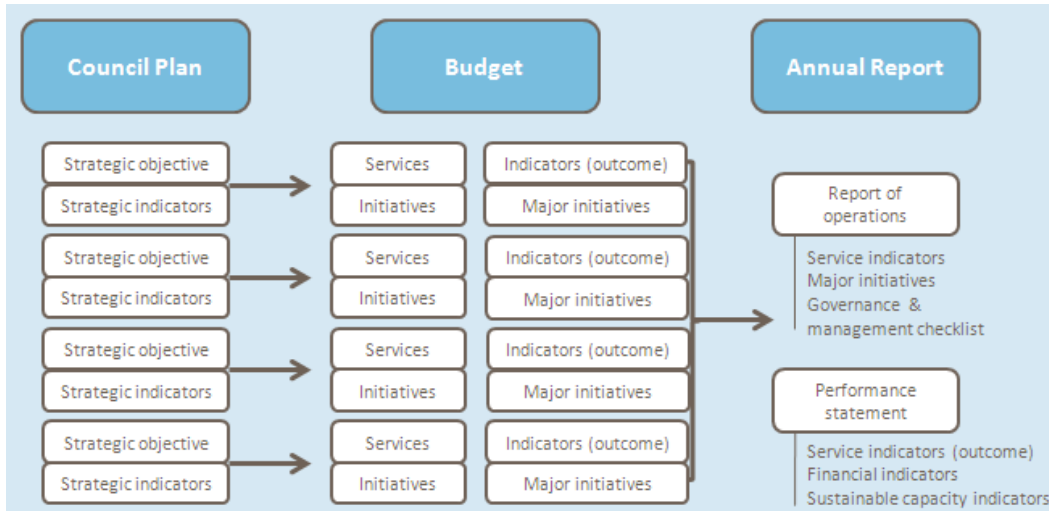 Council Plan
Budget
Annual Report
Strategic objective
Services
Indicators (outcome)
Strategic indicators
Initiatives
Major initiatives
Strategic objective
Services
Indicators (outcome)
Strategic indicators
Initiatives
Major initiatives
Strategic objective
Services
Indicators (outcome)
Strategic indicators
Initiatives
Major initiatives
Strategic objective
Services
Indicators (outcome)
Strategic indicators
Initiatives
Major initiatives
Report of
operations
Service indicators
Major initiatives
Governance &
management checklist
Performance
statement
Service indicators (outcome)
Financial indicators
Sustainable capacity indicators